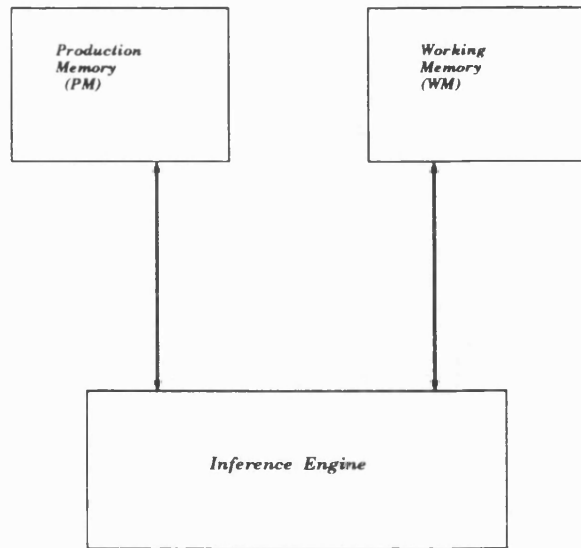 Production
Memory
(PM)
Working
Memory
(WM)
Inference Engine